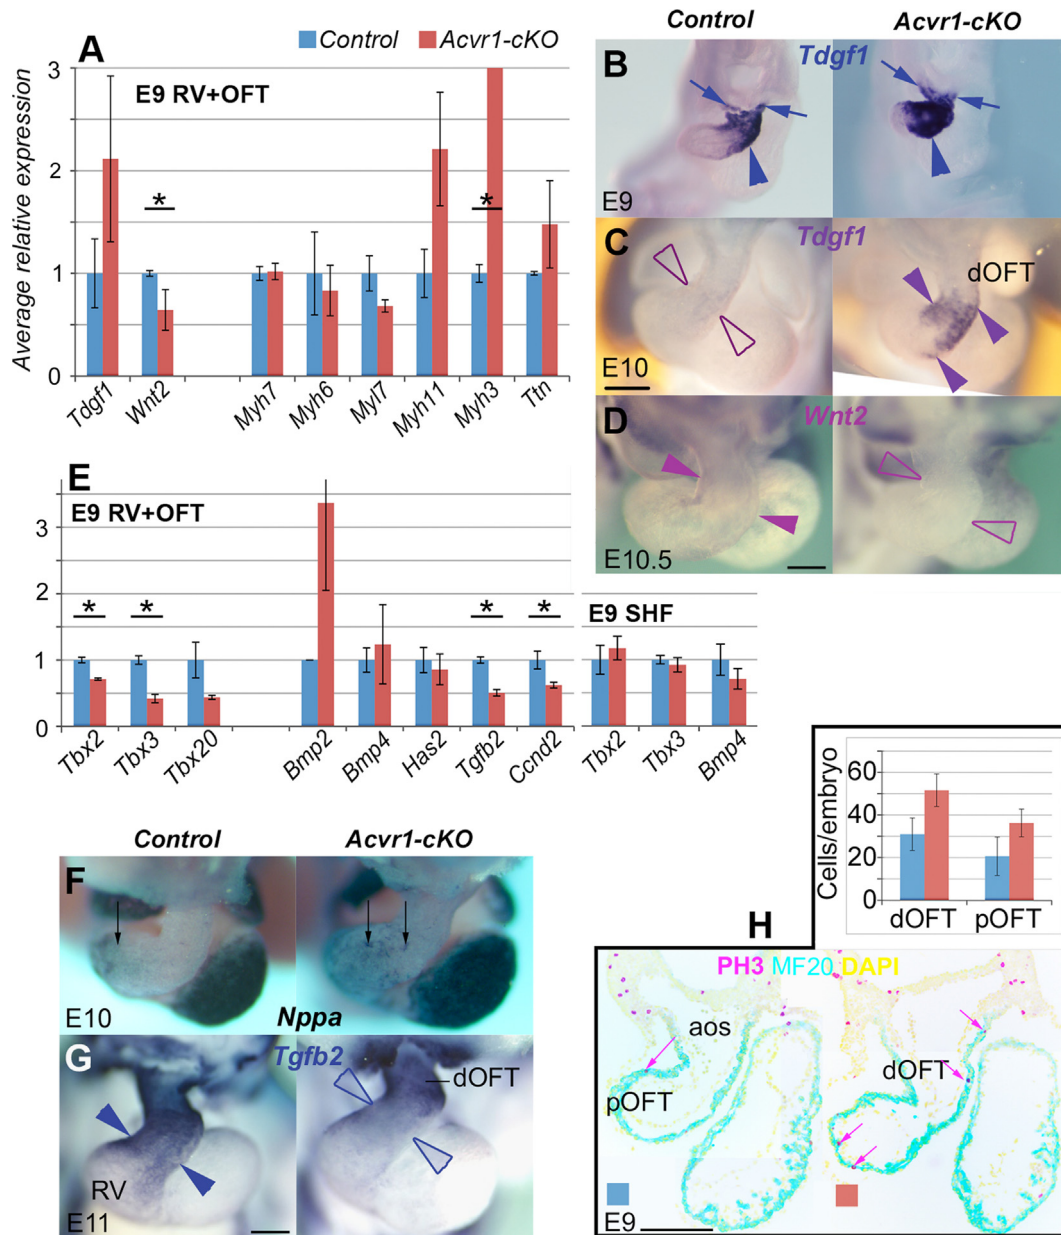 A
Control
Acvr1-cKO
E9 RV+OFT
Average relative expression
3
2
1
0
*
*
Tdgf1
Wnt2
Myh7
Myh6
Myl7
Myh11
Myh3
Ttn
Control
Acvr1-cKO
B
Tdgf1
E9
C
Tdgf1
dOFT
E10
D
Wnt2
E10.5
E
E9 RV+OFT
3
2
1
0
*
*
*
*
Tbx2
Tbx3
Tbx20
Bmp2
Bmp4
Has2
Tgfb2
Ccnd2
E9 SHF
Tbx2
Tbx3
Bmp4
Control
Acvr1-cKO
F
E10
Nppa
G
Tgfb2
dOFT
RV
E11
Cells/embryo
60
40
20
0
dOFT
pOFT
H
PH3 MF20 DAPI
aos
dOFT
pOFT
E9